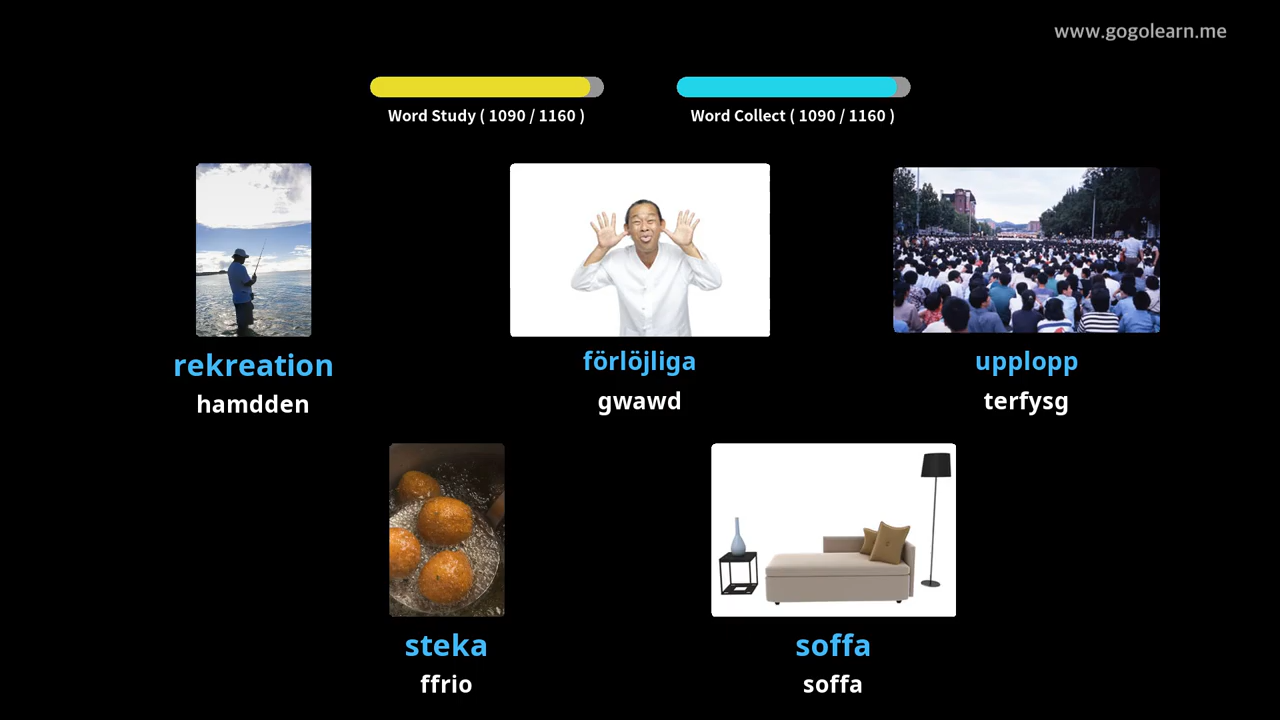 www.gogolearn.me
Word Study ( 1090 / 1160 )
Word Collect ( 1090 / 1160 )
rekreation
hamdden
förlöjliga
gwawd
upplopp
terfysg
steka
ffrio
soffa
soffa